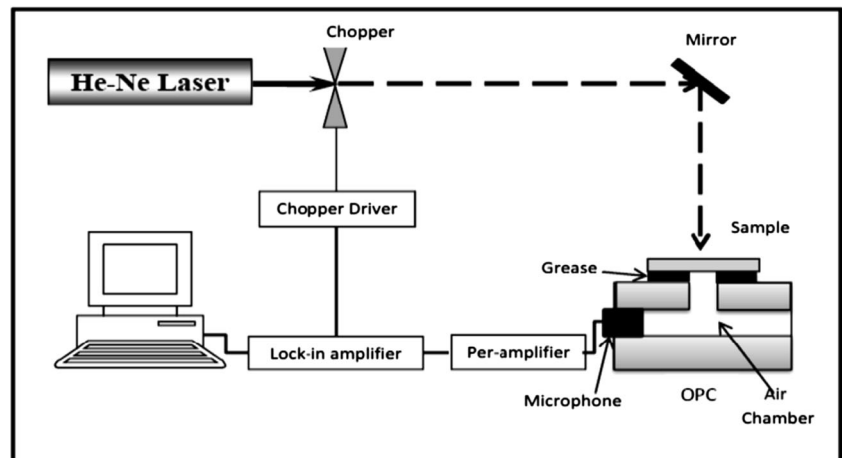 Chopper
Mirror
He-Ne Laser
Chopper Driver
Sample
Grease
Lock-in amplifier
Per-amplifier
Microphone
OPC
Air
Chamber